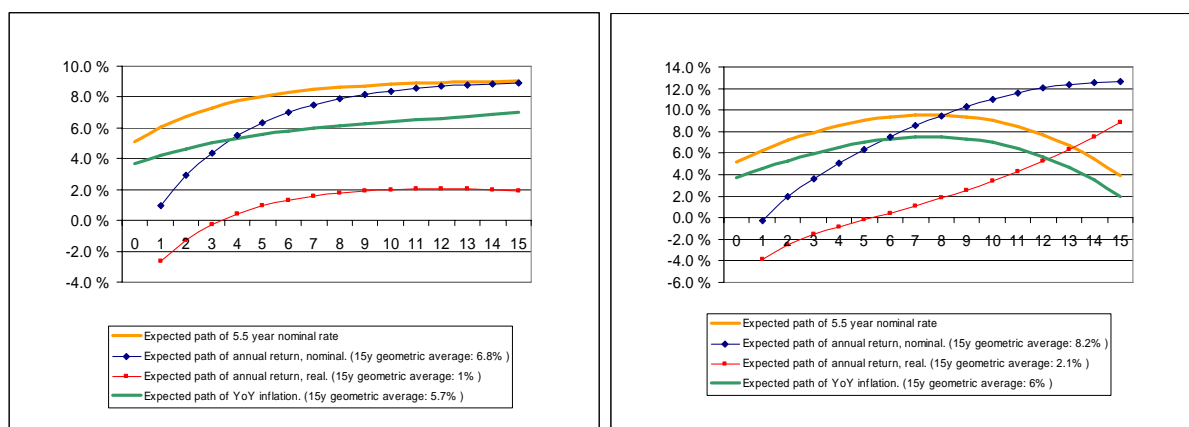 10.0 %
8.0 %
6.0 %
4.0 %
2.0 %
0.0 %
-2.0 %
-4.0 %
0 1 2 3 4 5 6 7 8 9 10 11 12 13 14 15
Expected path of 5.5 year nominal rate
Expected path of annual return, nominal. (15y geometric average: 6.8% )
Expected path of annual return, real. (15y geometric average: 1% )
Expected path of YoY inflation. (15y geometric average: 5.7% )
14.0 %
12.0 %
10.0 %
8.0 %
6.0 %
4.0 %
2.0 %
0.0 %
-2.0 %
-4.0 %
-6.0 %
0 1 2 3 4 5 6 7 8 9 10 11 12 13 14 15
Expected path of 5.5 year nominal rate
Expected path of annual return, nominal. (15y geometric average: 8.2% )
Expected path of annual return, real. (15y geometric average: 2.1% )
Expected path of YoY inflation. (15y geometric average: 6% )